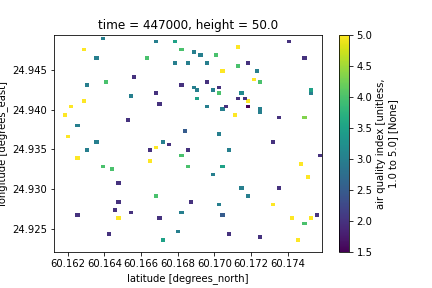 time = 447000, height = 50.0
24.945
24.940
24.935
24.930
24.925
longitude [degrees_east]
60.162 60.164 60.166 60.168 60.170 60.172 60.174
latitude [degrees_north]
5.0
4.5
4.0
3.5
3.0
2.5
2.0
1.5
air quality index [unitless,
1.0 to 5.0] [None]